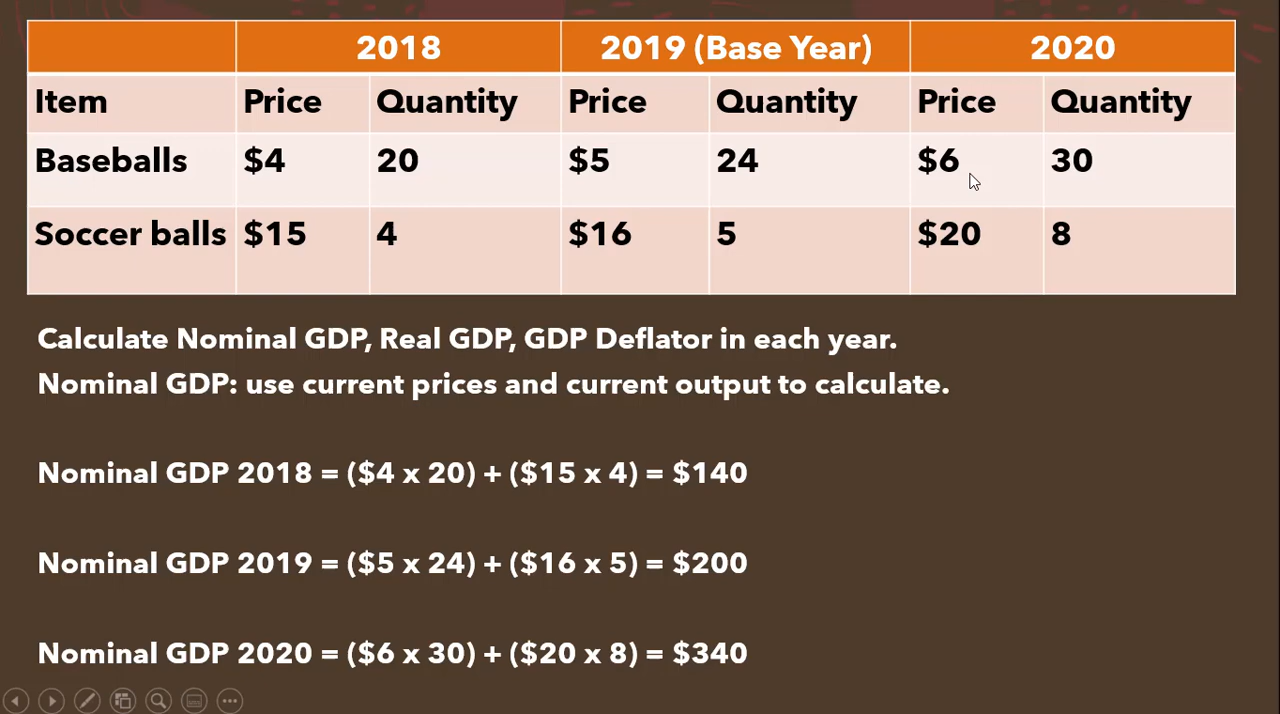 2018 2019 (Base Year) 2020
Item Price Quantity Price Quantity Price Quantity
Baseballs $4 20 $5 24 $6 30
Soccer balls $15 4 $16 5 $20 8
Calculate Nominal GDP, Real GDP, GDP Deflator in each year.
Nominal GDP: use current prices and current output to calculate.
Nominal GDP 2018 = ($4 x 20) + ($15 x 4) = $140
Nominal GDP 2019 = ($5 x 24) + ($16 x 5) = $200
Nominal GDP 2020 = ($6 x 30) + ($20 x 8) = $340